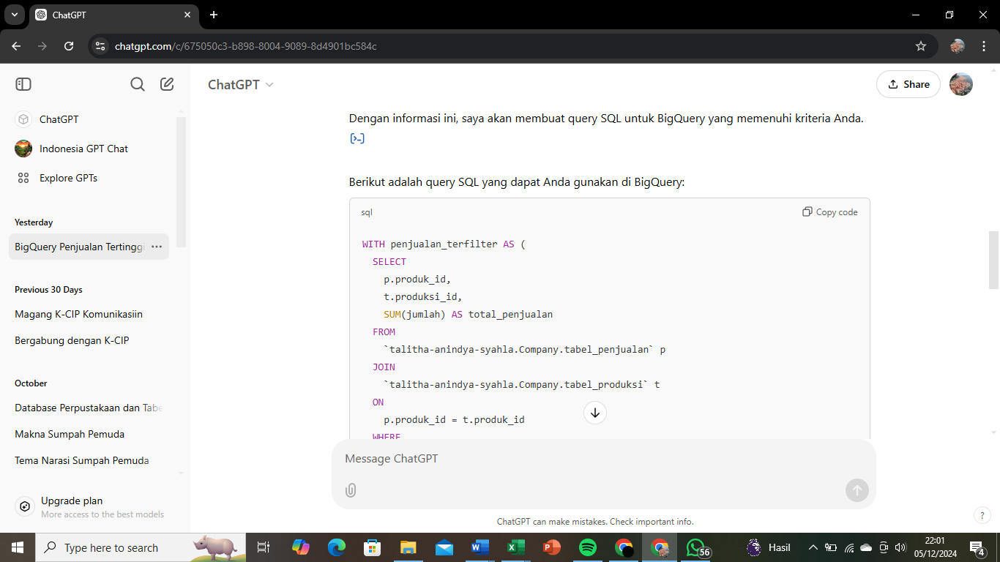 ChatGPT
chatgpt.com/c/675050c3-b898-8004-9089-8d4901bc584c
ChatGPT
Share
ChatGPT
Indonesia GPT Chat
Explore GPTs
Yesterday
BigQuery Penjualan Tertinggi
Previous 30 Days
Magang K-CIP Komunikasiin
Bergabung dengan K-CIP
October
Database Perpustakaan dan Tabe
Makna Sumpah Pemuda
Tema Narasi Sumpah Pemuda
Upgrade plan
More access to the best models
Dengan informasi ini, saya akan membuat query SQL untuk BigQuery yang memenuhi kriteria Anda.
[>-]
Berikut adalah query SQL yang dapat Anda gunakan di BigQuery:
sql
Copy code
WITH penjualan_terfilter AS (
SELECT
p.produk_id,
t.produksi_id,
SUM(jumlah) AS total_penjualan
FROM
`talitha-anindya-syahla.Company.tabel_penjualan` p
JOIN
`talitha-anindya-syahla.Company.tabel_produksi` t
ON
p.produk_id = t.produk_id
WHERE
Message ChatGPT
ChatGPT can make mistakes. Check important info.
?
Type here to search
56
Hasil
22:01
05/12/2024
4